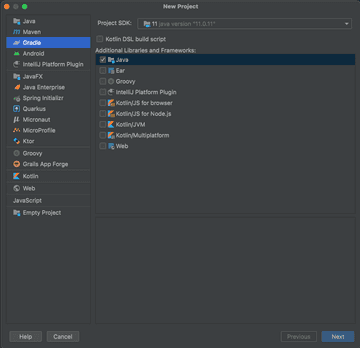 New Project
Java
Maven
Gradle
Android
IntelliJ Platform Plugin
JavaFX
Java Enterprise
Spring Initializr
Quarkus
Micronaut
MicroProfile
Ktor
Groovy
Grails App Forge
Kotlin
Web
JavaScript
Empty Project
Project SDK: 11 java version "11.0.11"
Kotlin DSL build script
Additional Libraries and Frameworks:
Java
Ear
Groovy
IntelliJ Platform Plugin
Kotlin/JS for browser
Kotlin/JS for Node.js
Kotlin/JVM
Kotlin/Multiplatform
Web
Help
Cancel
Previous
Next